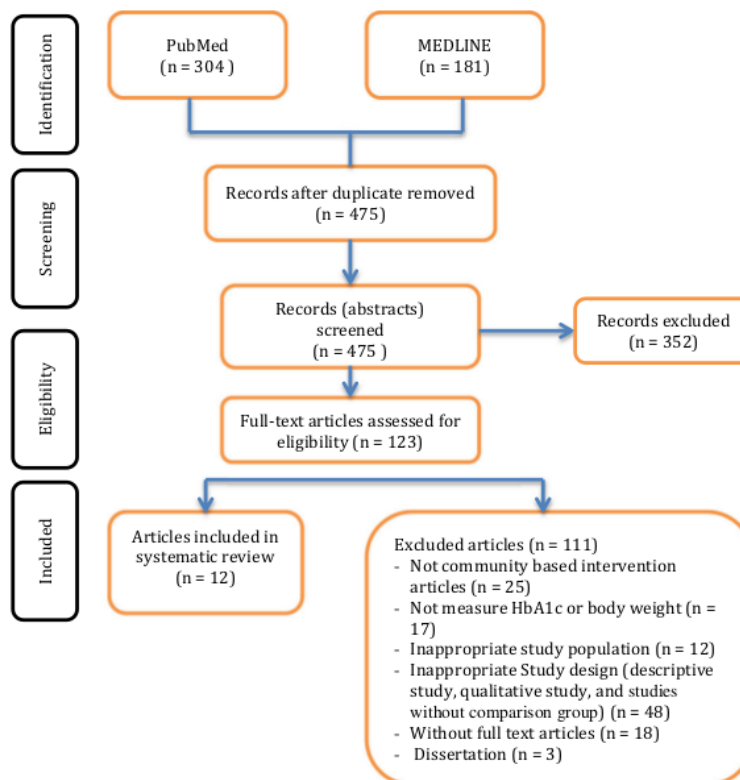 Identification
PubMed
(n = 304 )
MEDLINE
(n = 181)
Screening
Records after duplicate removed
(n = 475)
Records (abstracts)
screened
(n = 475 )
Records excluded
(n = 352)
Eligibility
Full-text articles assessed for
eligibility (n = 123)
Included
Articles included in
systematic review
(n = 12)
Excluded articles (n = 111)
- Not community based intervention
articles (n = 25)
- Not measure HbA1c or body weight (n =
17)
- Inappropriate study population (n = 12)
- Inappropriate Study design (descriptive
study, qualitative study, and studies
without comparison group) (n = 48)
- Without full text articles (n = 18)
- Dissertation (n = 3)